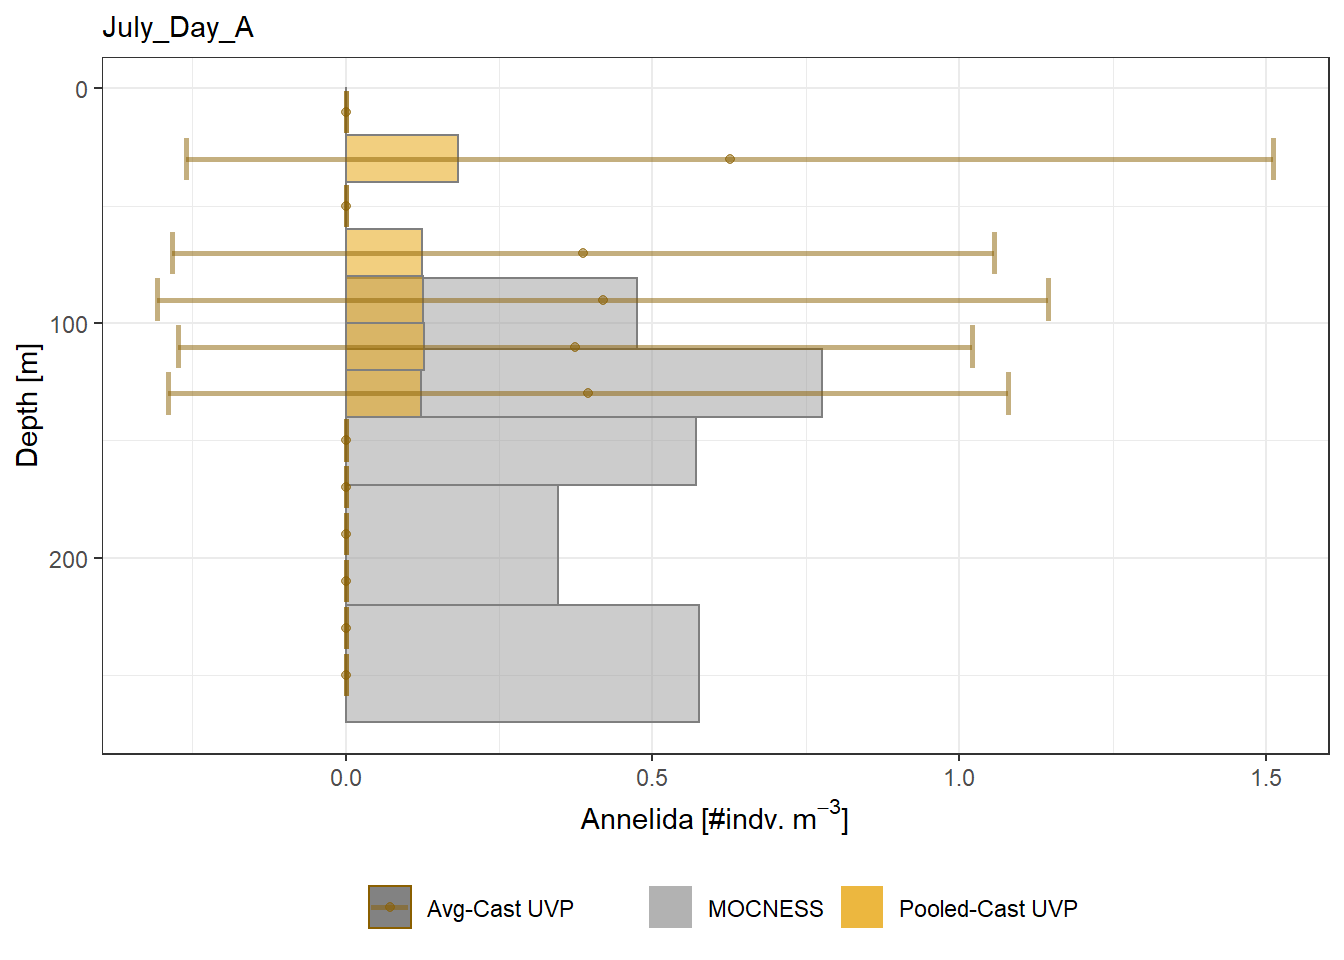 July_Day_A
0
100
200
Depth [m]
0.0 0.5 1.0 1.5
Annelida [#indv. m⁻³]
Avg-Cast UVP MOCNESS Pooled-Cast UVP